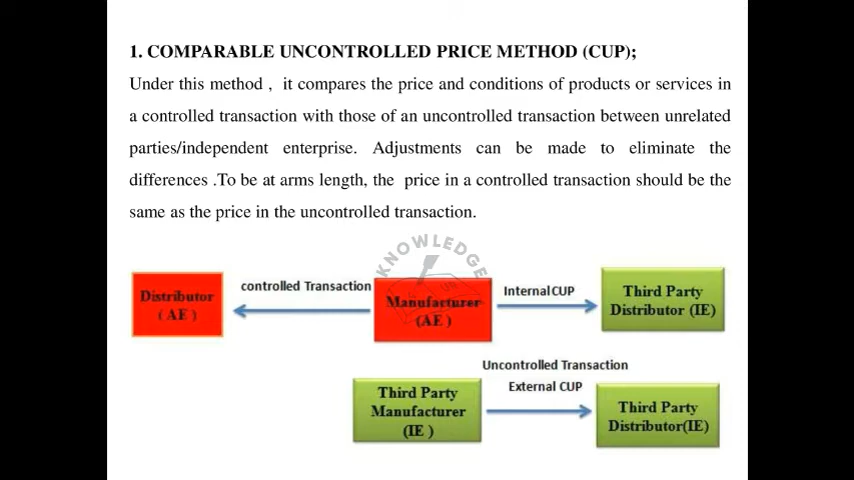 1. COMPARABLE UNCONTROLLED PRICE METHOD (CUP);
Under this method , it compares the price and conditions of products or services in
a controlled transaction with those of an uncontrolled transaction between unrelated
parties/independent enterprise. Adjustments can be made to eliminate the
differences .To be at arms length, the price in a controlled transaction should be the
same as the price in the uncontrolled transaction.
KNOWLEDGE
Distributor
( AE )
controlled Transaction
Manufacturer
(AE )
Internal CUP
Third Party
Distributor (IE)
Uncontrolled Transaction
External CUP
Third Party
Manufacturer
(IE )
Third Party
Distributor(IE)